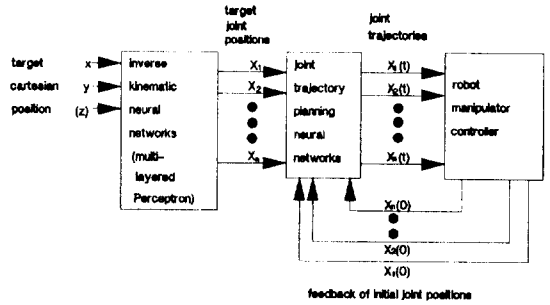 target
joint
positions
joint
trajectories
target
cartesian
position
x
y
(z)
inverse
kinematic
neural
networks
(multi-
layered
Perceptron)
X1
X2
Xn
joint
trajectory
planning
neural
networks
X1(t)
X2(t)
Xn(t)
robot
manipulator
controller
Xn(0)
X2(0)
X1(0)
feedback of initial joint positions